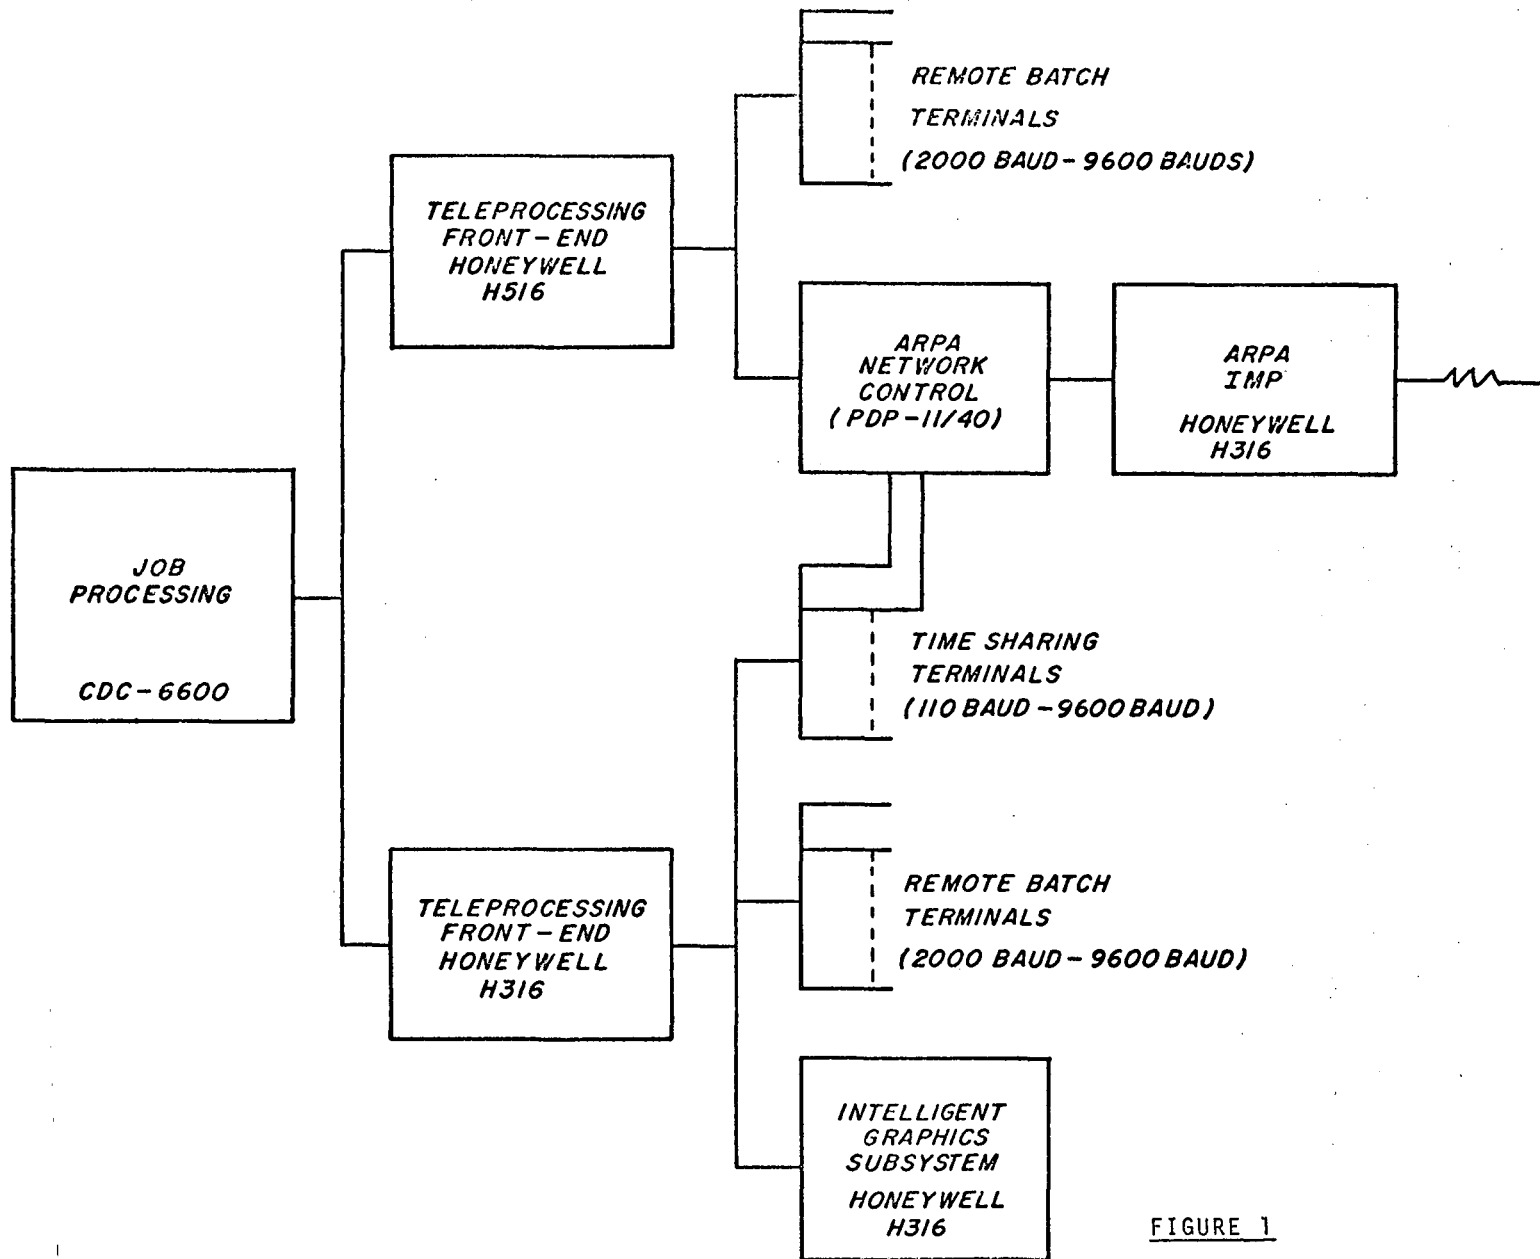 REMOTE BATCH
TERMINALS
(2000 BAUD-9600 BAUDS)
TELEPROCESSING
FRONT-END
HONEYWELL
H516
ARPA
NETWORK
CONTROL
(PDP-11/40)
ARPA
IMP
HONEYWELL
H316
JOB
PROCESSING
CDC-6600
TIME SHARING
TERMINALS
(110 BAUD-9600 BAUD)
TELEPROCESSING
FRONT-END
HONEYWELL
H316
REMOTE BATCH
TERMINALS
(2000 BAUD-9600 BAUD)
INTELLIGENT
GRAPHICS
SUBSYSTEM
HONEYWELL
H316
FIGURE 1